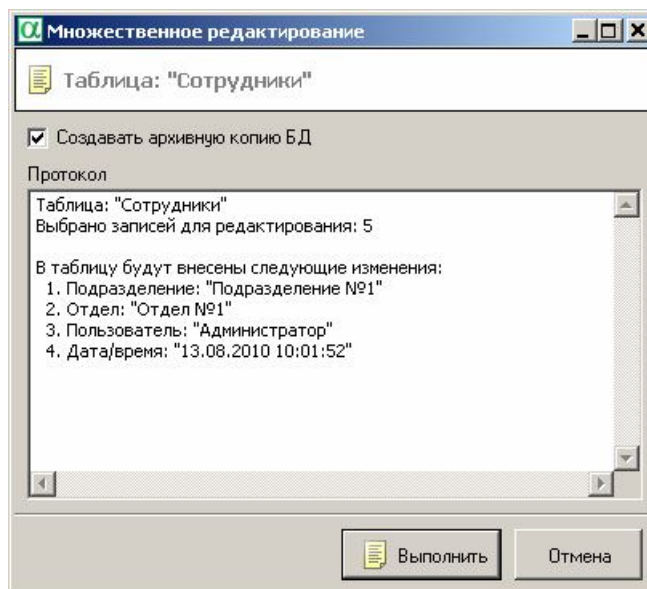 Множественное редактирование
Таблица: "Сотрудники"
Создавать архивную копию БД
Протокол
Таблица: "Сотрудники"
Выбрано записей для редактирования: 5
В таблицу будут внесены следующие изменения:
1. Подразделение: "Подразделение №1"
2. Отдел: "Отдел №1"
3. Пользователь: "Администратор"
4. Дата/время: "13.08.2010 10:01:52"
Выполнить Отмена